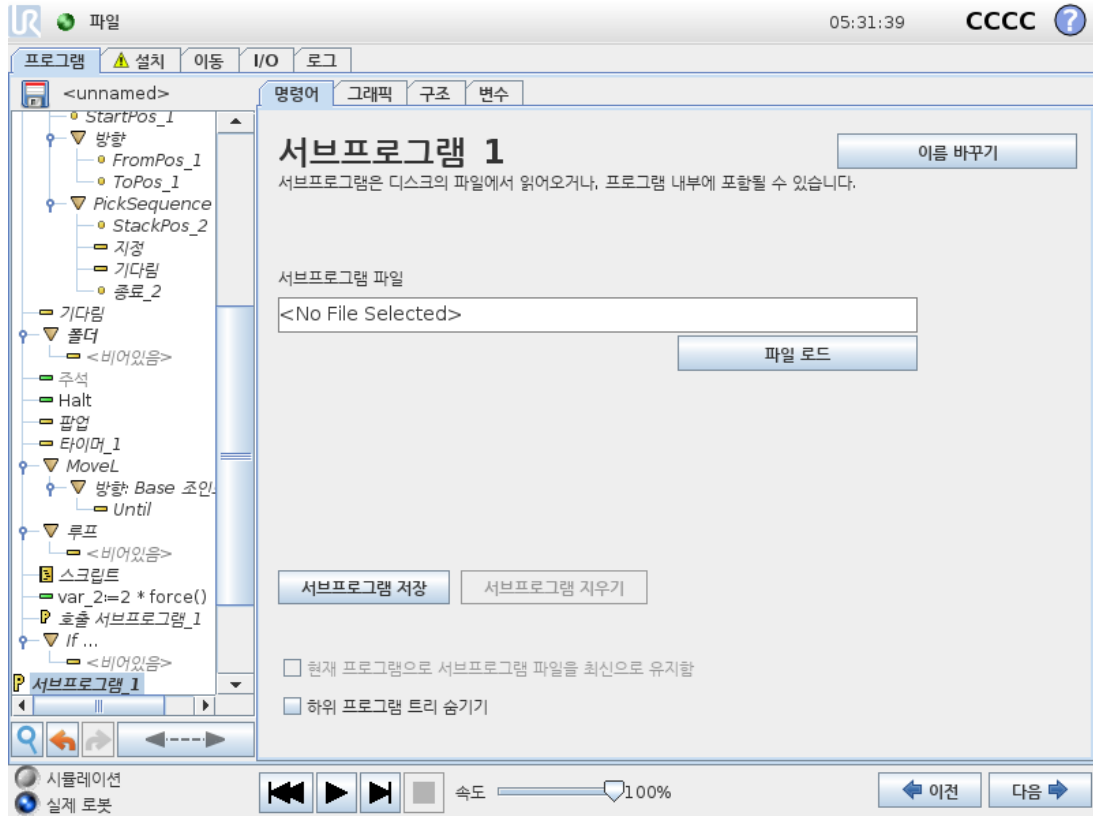 UR 파일 05:31:39 CCCC ?
프로그램 설치 이동 I/O 로그
<unnamed>
명령어 그래픽 구조 변수
StartPos_1
방향
FromPos_1
ToPos_1
PickSequence
StackPos_2
지정
기다림
종료_2
기다림
폴더
<비어있음>
주석
Halt
팝업
타이머_1
MoveL
방향: Base 조인
Until
루프
<비어있음>
스크립트
var_2:=2 * force()
호출 서브프로그램_1
If ...
<비어있음>
서브프로그램_1
서브프로그램 1
이름 바꾸기
서브프로그램은 디스크의 파일에서 읽어오거나, 프로그램 내부에 포함될 수 있습니다.
서브프로그램 파일
<No File Selected>
파일 로드
서브프로그램 저장 서브프로그램 지우기
현재 프로그램으로 서브프로그램 파일을 최신으로 유지함
하위 프로그램 트리 숨기기
시뮬레이션
실제 로봇
속도 100%
이전 다음